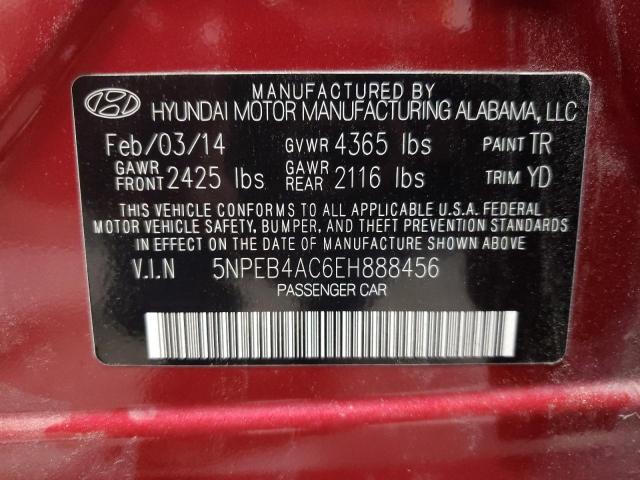 MANUFACTURED BY
HYUNDAI MOTOR MANUFACTURING ALABAMA, LLC
Feb/03/14 GVWR 4365 lbs PAINT TR
GAWR FRONT 2425 lbs GAWR REAR 2116 lbs TRIM YD
THIS VEHICLE CONFORMS TO ALL APPLICABLE U.S.A. FEDERAL
MOTOR VEHICLE SAFETY, BUMPER, AND THEFT PREVENTION STANDARDS
IN EFFECT ON THE DATE OF MANUFACTURE SHOWN ABOVE.
V.I.N 5NPEB4AC6EH888456
PASSENGER CAR